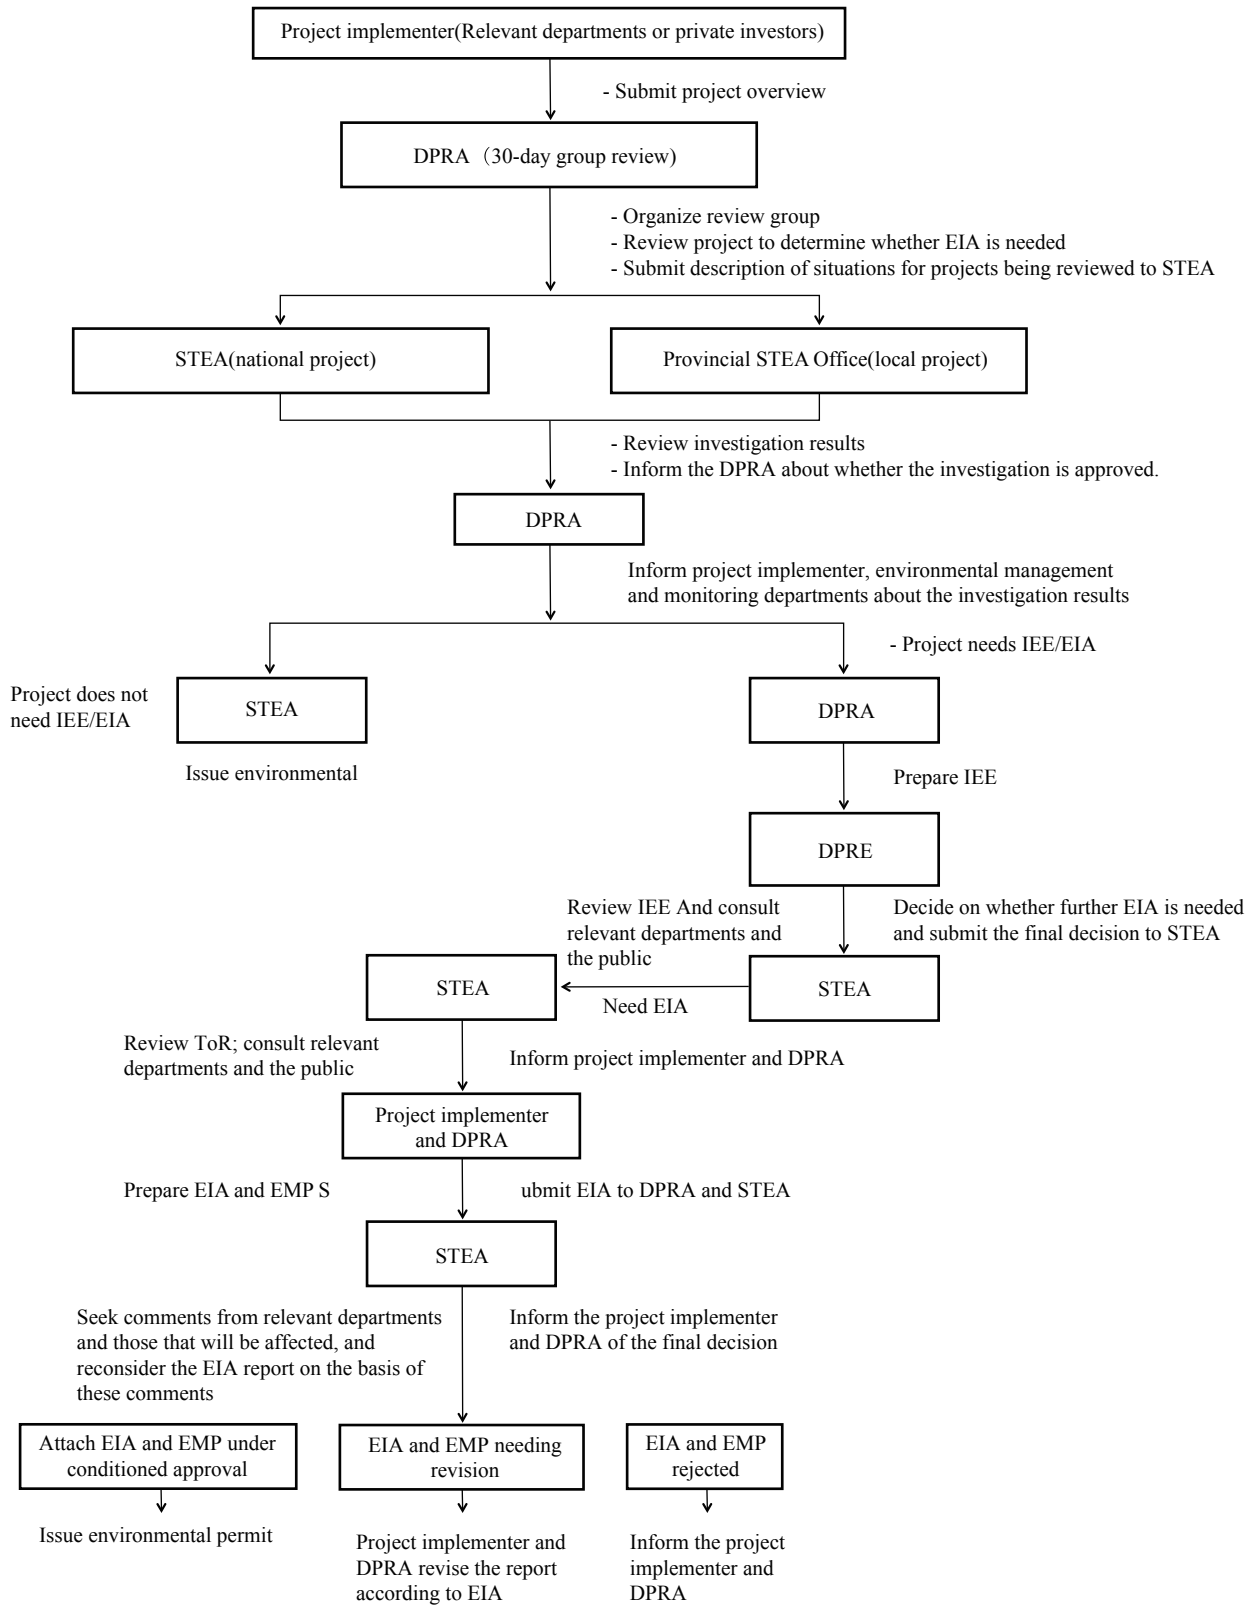 Project implementer(Relevant departments or private investors)
- Submit project overview
DPRA（30-day group review)
- Organize review group
- Review project to determine whether EIA is needed
- Submit description of situations for projects being reviewed to STEA
STEA(national project)
Provincial STEA Office(local project)
- Review investigation results
- Inform the DPRA about whether the investigation is approved.
DPRA
Inform project implementer, environmental management
and monitoring departments about the investigation results
- Project needs IEE/EIA
Project does not
need IEE/EIA
STEA
DPRA
Issue environmental
Prepare IEE
DPRE
Review IEE And consult
relevant departments and
the public
Decide on whether further EIA is needed
and submit the final decision to STEA
STEA
Need EIA
STEA
Review ToR; consult relevant
departments and the public
Inform project implementer and DPRA
Project implementer
and DPRA
Prepare EIA and EMP S
ubmit EIA to DPRA and STEA
STEA
Seek comments from relevant departments
and those that will be affected, and
reconsider the EIA report on the basis of
these comments
Inform the project implementer
and DPRA of the final decision
Attach EIA and EMP under
conditioned approval
EIA and EMP needing
revision
EIA and EMP
rejected
Issue environmental permit
Project implementer and
DPRA revise the report
according to EIA
Inform the project
implementer and
DPRA